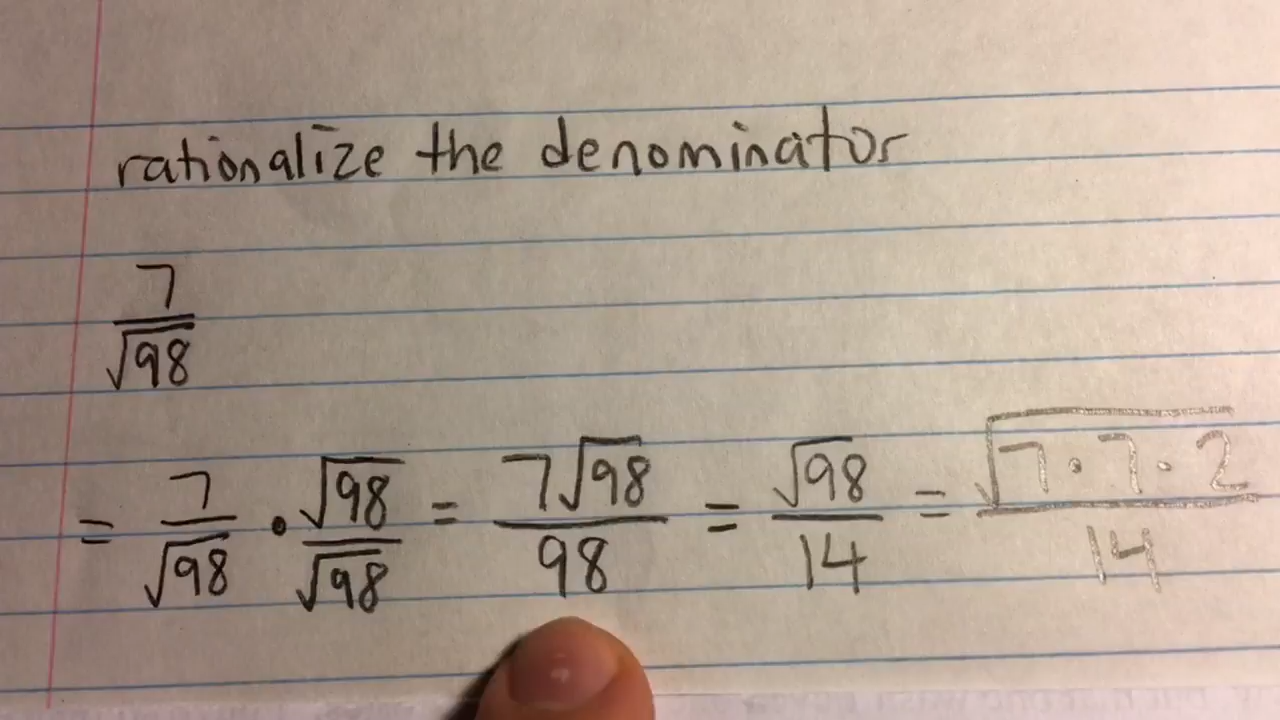 rationalize the denominator
7/√98
= 7/√98 · √98/√98 = 7√98/98 = √98/14 = √(7·7·2)/14